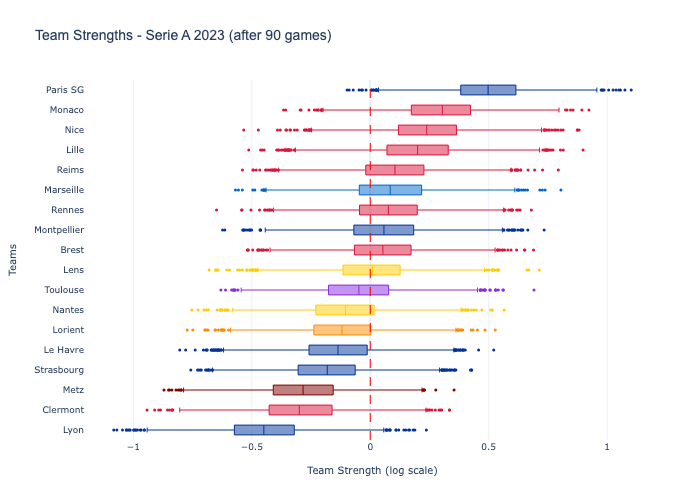 Team Strengths - Serie A 2023 (after 90 games)
Paris SG
Monaco
Nice
Lille
Reims
Marseille
Rennes
Montpellier
Brest
Lens
Toulouse
Nantes
Lorient
Le Havre
Strasbourg
Metz
Clermont
Lyon
Teams
−1
−0.5
0
0.5
1
Team Strength (log scale)